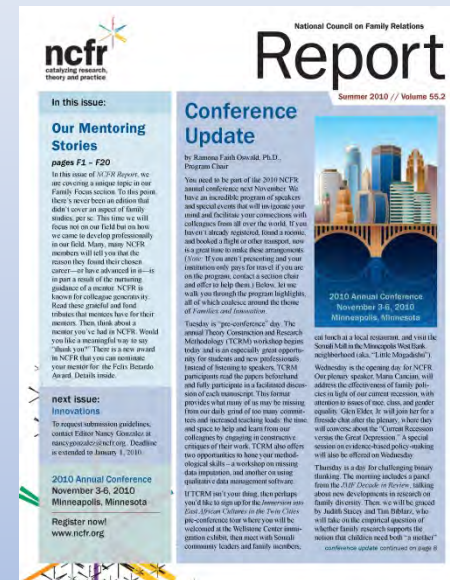 ncfr
catalyzing research,
theory and practice
National Council on Family Relations
Report
Summer 2010 // Volume 55.2
In this issue:
Our Mentoring
Stories
pages F1 – F20
In this issue of NCFR Report, we
are covering a unique topic in our
Family Focus section. To this point,
there's never been an edition that
didn't cover an aspect of family
studies, per se. This time we will
focus not on our field but on how
we came to develop professionally
in our field. Many, many NCFR
members will tell you that the
reason they found their chosen
career—or have advanced in it—is
in part a result of the nurturing
guidance of a mentor. NCFR is
known for colleague generativity.
Read these grateful and fond
tributes that mentees have for their
mentors. Then, think about a
mentor you've had in NCFR. Would
you like a meaningful way to say
"thank you?" There is a new award
in NCFR that you can nominate
your mentor for: the Felix Berardo
Award. Details inside.
next issue:
Innovations
To request submission guidelines,
contact Editor Nancy Gonzalez at
nancygonzalez@ncfr.org. Deadline
is extended to January 1, 2010.
2010 Annual Conference
November 3-6, 2010
Minneapolis, Minnesota
Register now!
www.ncfr.org
Conference
Update
by Ramona Faith Oswald, Ph.D.,
Program Chair
You need to be part of the 2010 NCFR
annual conference next November. We
have an incredible program of speakers
and special events that will invigorate your
mind and facilitate your connections with
colleagues from all over the world. If you
haven't already registered, found a roomie,
and booked a flight or other transport, now
is a great time to make these arrangements
(Note: If you aren't presenting and your
institution only pays for travel if you are
on the program, contact a section chair
and offer to help them.) Below, let me
walk you through the program highlights,
all of which coalesce around the theme
of Families and Innovation.
Tuesday is "pre-conference" day. The
annual Theory Construction and Research
Methodology (TCRM) workshop begins
today and is an especially great opportu-
nity for students and new professionals.
Instead of listening to speakers, TCRM
participants read the papers beforehand
and fully participate in a facilitated discus-
sion of each manuscript. This format
provides what many of us may be missing
from our daily grind of too many commit-
tees and increased teaching loads: the time
and space to help and learn from our
colleagues by engaging in constructive
critiques of their work. TCRM also offers
two opportunities to hone your method-
ological skills – a workshop on missing
data imputation, and another on using
qualitative data management software.
If TCRM isn't your thing, then perhaps
you'd like to sign up for the Immersion into
East African Cultures in the Twin Cities
pre-conference tour where you will be
welcomed at the Wellstone Center immi-
gration exhibit, then meet with Somali
community leaders and family members,
2010 Annual Conference
November 3-6, 2010
Minneapolis, Minnesota
eat lunch at a local restaurant, and visit the
Somali Mall in the Minneapolis West Bank
neighborhood (aka, "Little Mogadishu").
Wednesday is the opening day for NCFR.
Our plenary speaker, Maria Cancian, will
address the effectiveness of family poli-
cies in light of our current recession, with
attention to issues of race, class, and gender
equality. Glen Elder, Jr. will join her for a
fireside chat after the plenary, where they
will converse about the "Current Recession
versus the Great Depression." A special
session on evidence-based policy-making
will also be offered on Wednesday.
Thursday is a day for challenging binary
thinking. The morning includes a panel
from the JMF Decade in Review, talking
about new developments in research on
family diversity. Then, we will be graced
by Judith Stacey and Tim Biblarz, who
will take on the empirical question of
whether family research supports the
notion that children need both "a mother"
conference update continued on page 8